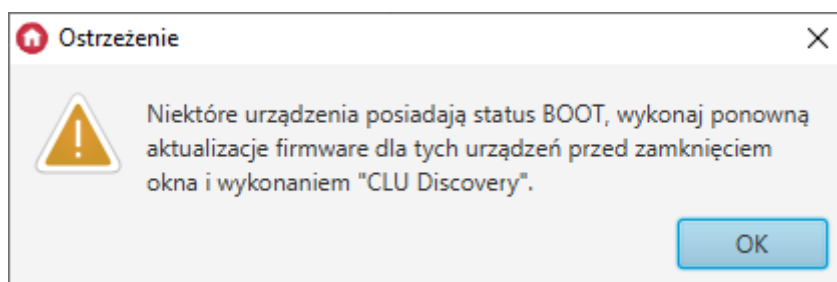 Ostrzeżenie
Niektóre urządzenia posiadają status BOOT, wykonaj ponowną
aktualizacje firmware dla tych urządzeń przed zamknięciem
okna i wykonaniem "CLU Discovery".
OK